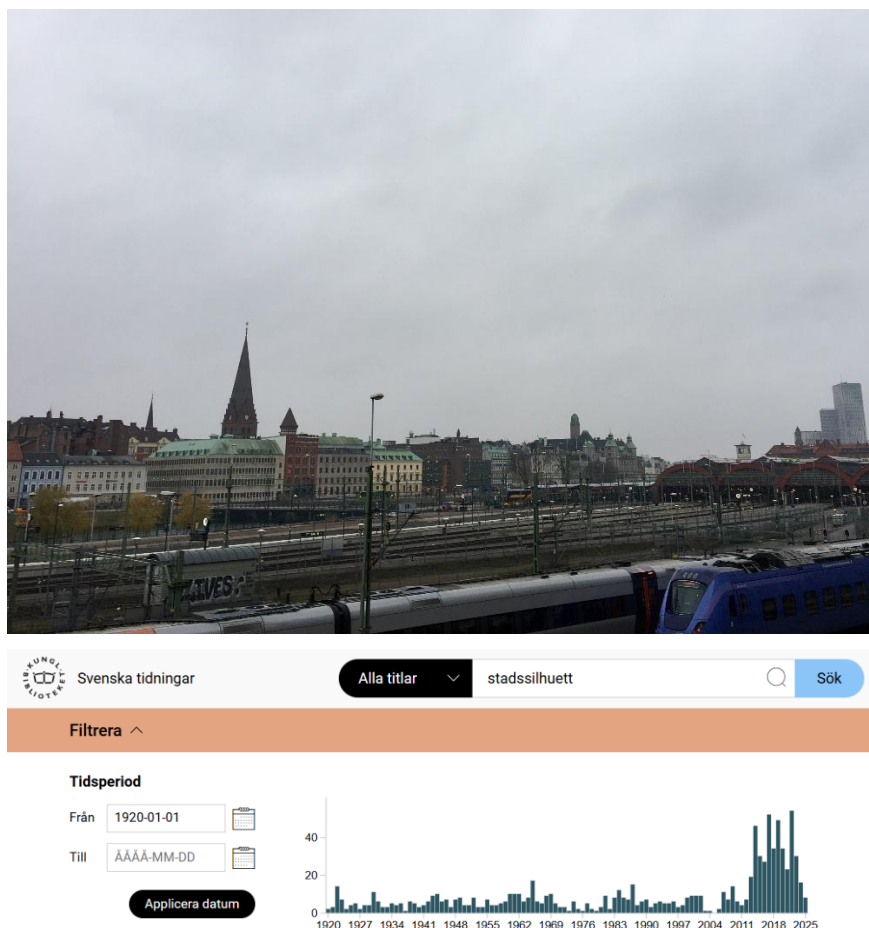 KUNGL.
BIBLIOTEKET
Svenska tidningar
Alla titlar
stadssilhuett
Sök
Filtrera
Tidsperiod
Från
1920-01-01
Till
ÅÅÅÅ-MM-DD
Applicera datum
40
20
0
1920 1927 1934 1941 1948 1955 1962 1969 1976 1983 1990 1997 2004 2011 2018 2025